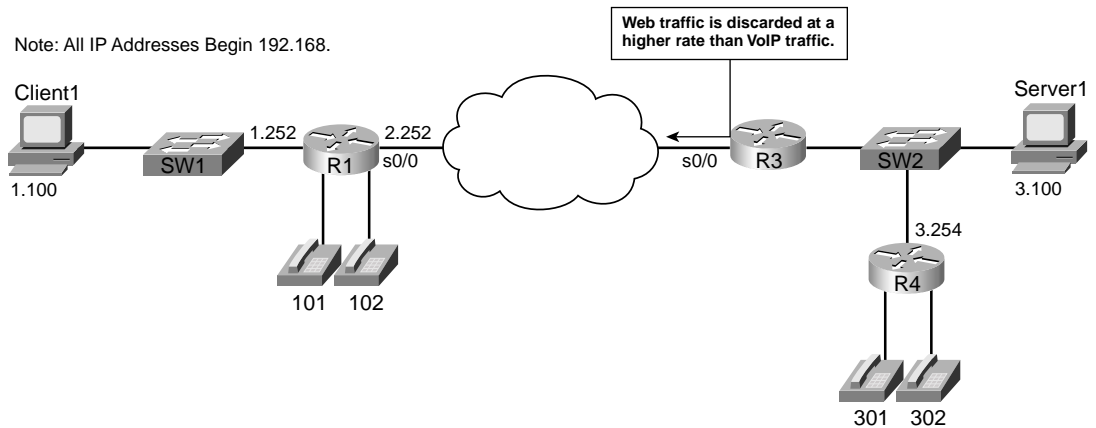 Web traffic is discarded at a
higher rate than VoIP traffic.
Note: All IP Addresses Begin 192.168.
Client1
Server1
1.252
2.252
SW1
R1
s0/0
s0/0
R3
SW2
1.100
3.100
3.254
R4
101
102
301
302